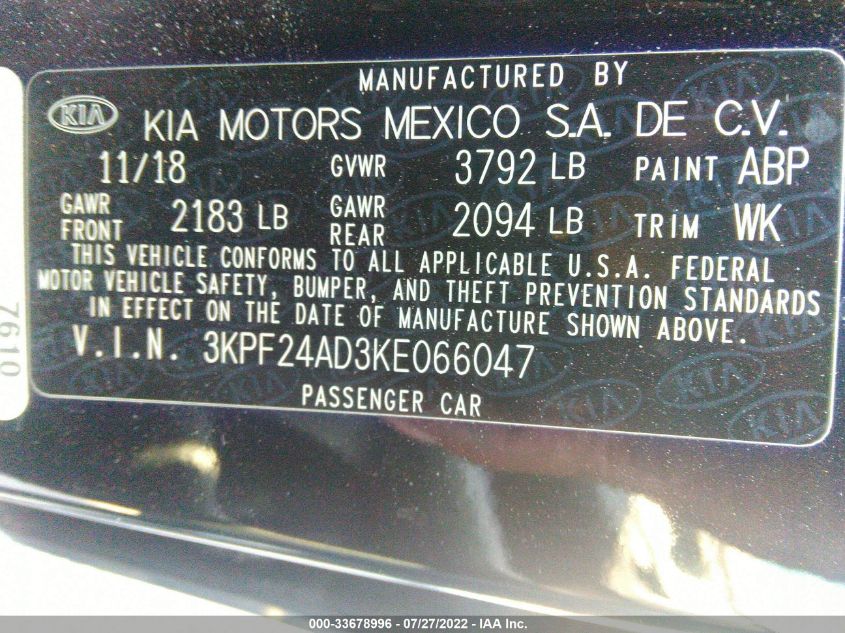 MANUFACTURED BY
KIA KIA MOTORS MEXICO S.A. DE C.V.
11/18 GVWR 3792 LB PAINT ABP
GAWR FRONT 2183 LB GAWR REAR 2094 LB TRIM WK
THIS VEHICLE CONFORMS TO ALL APPLICABLE U.S.A. FEDERAL
MOTOR VEHICLE SAFETY, BUMPER, AND THEFT PREVENTION STANDARDS
IN EFFECT ON THE DATE OF MANUFACTURE SHOWN ABOVE.
V.I.N. 3KPF24AD3KE066047
PASSENGER CAR
7610
000-33678996 - 07/27/2022 - IAA Inc.